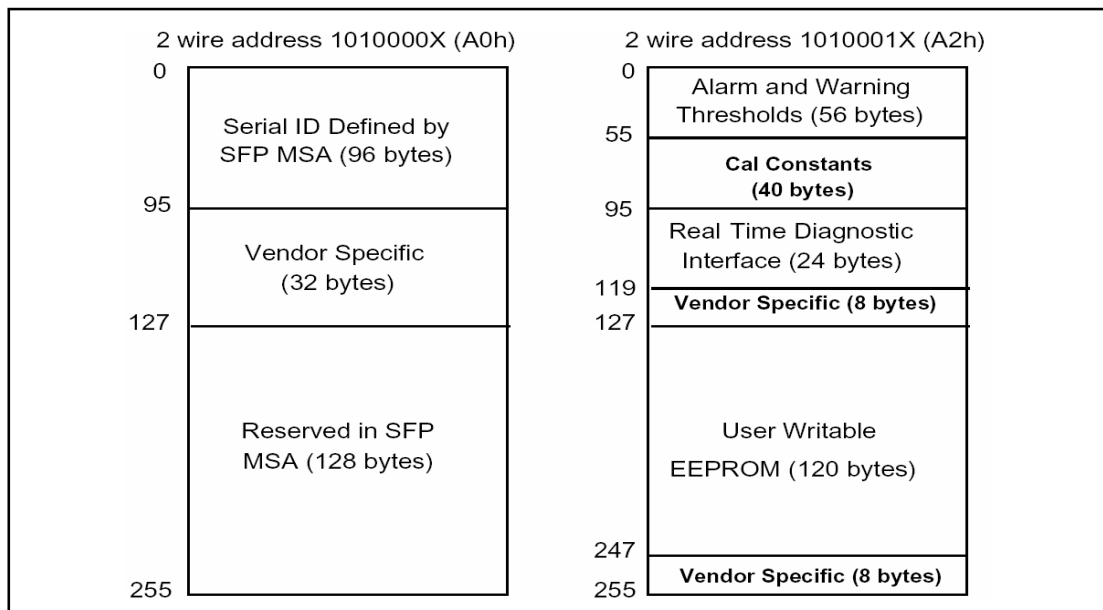 2 wire address 1010000X (A0h)
0
Serial ID Defined by
SFP MSA (96 bytes)
95
Vendor Specific
(32 bytes)
127
Reserved in SFP
MSA (128 bytes)
255
2 wire address 1010001X (A2h)
0
Alarm and Warning
Thresholds (56 bytes)
55
Cal Constants
(40 bytes)
95
Real Time Diagnostic
Interface (24 bytes)
119
Vendor Specific (8 bytes)
127
User Writable
EEPROM (120 bytes)
247
Vendor Specific (8 bytes)
255